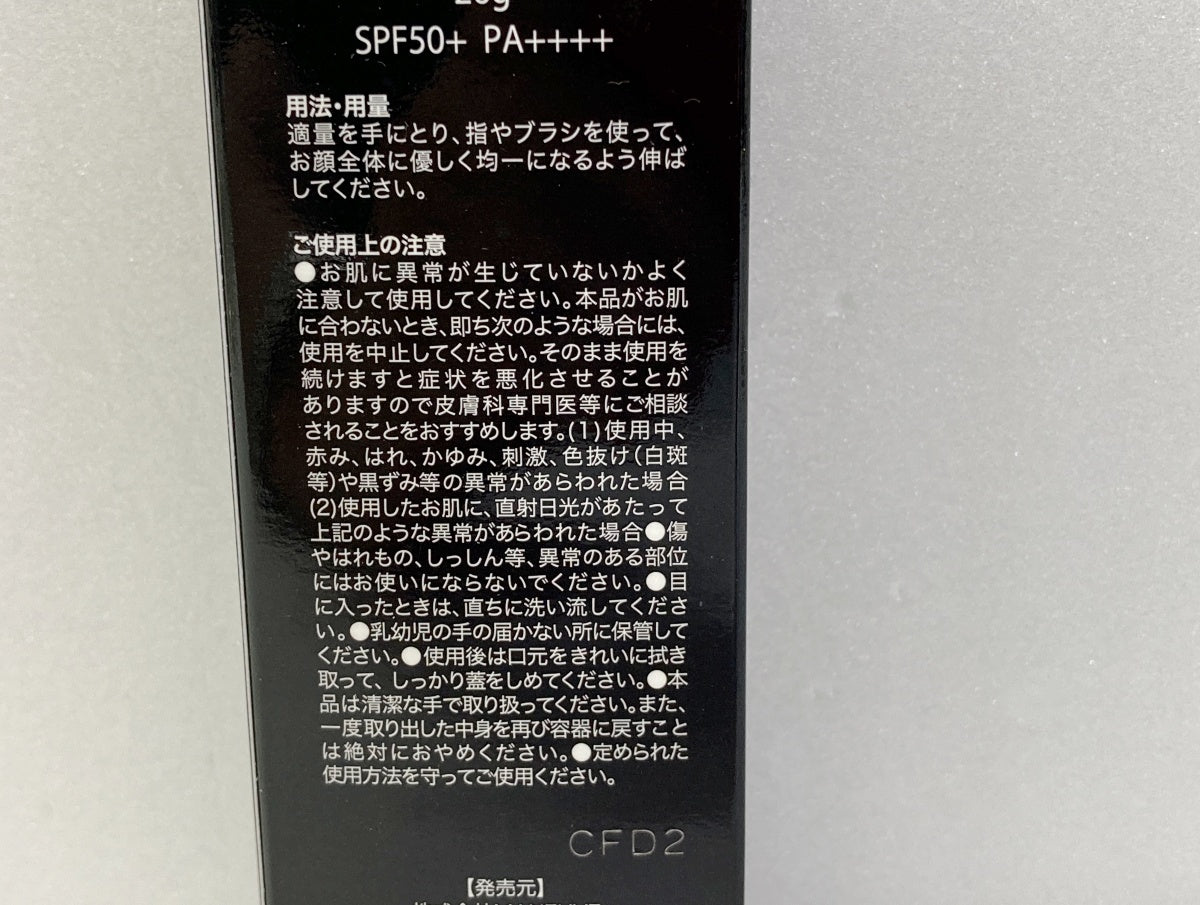 SPF50+ PA++++
用法・用量
適量を手にとり、指やブラシを使って、
お顔全体に優しく均一になるよう伸ば
してください。
ご使用上の注意
●お肌に異常が生じていないかよく
注意して使用してください。本品がお肌
に合わないとき、即ち次のような場合には、
使用を中止してください。そのまま使用を
続けますと症状を悪化させることが
ありますので皮膚科専門医等にご相談
されることをおすすめします。(1)使用中、
赤み、はれ、かゆみ、刺激、色抜け(白斑
等)や黒ずみ等の異常があらわれた場合
(2)使用したお肌に、直射日光があたって
上記のような異常があらわれた場合●傷
やはれもの、しっしん等、異常のある部位
にはお使いにならないでください。●目
に入ったときは、直ちに洗い流してくださ
い。●乳幼児の手の届かない所に保管して
ください。●使用後は口元をきれいに拭き
取って、しっかり蓋をしめてください。●本
品は清潔な手で取り扱ってください。また、
一度取り出した中身を再び容器に戻すこと
は絶対におやめください。●定められた
使用方法を守ってご使用ください。
CFD2
【発売元】